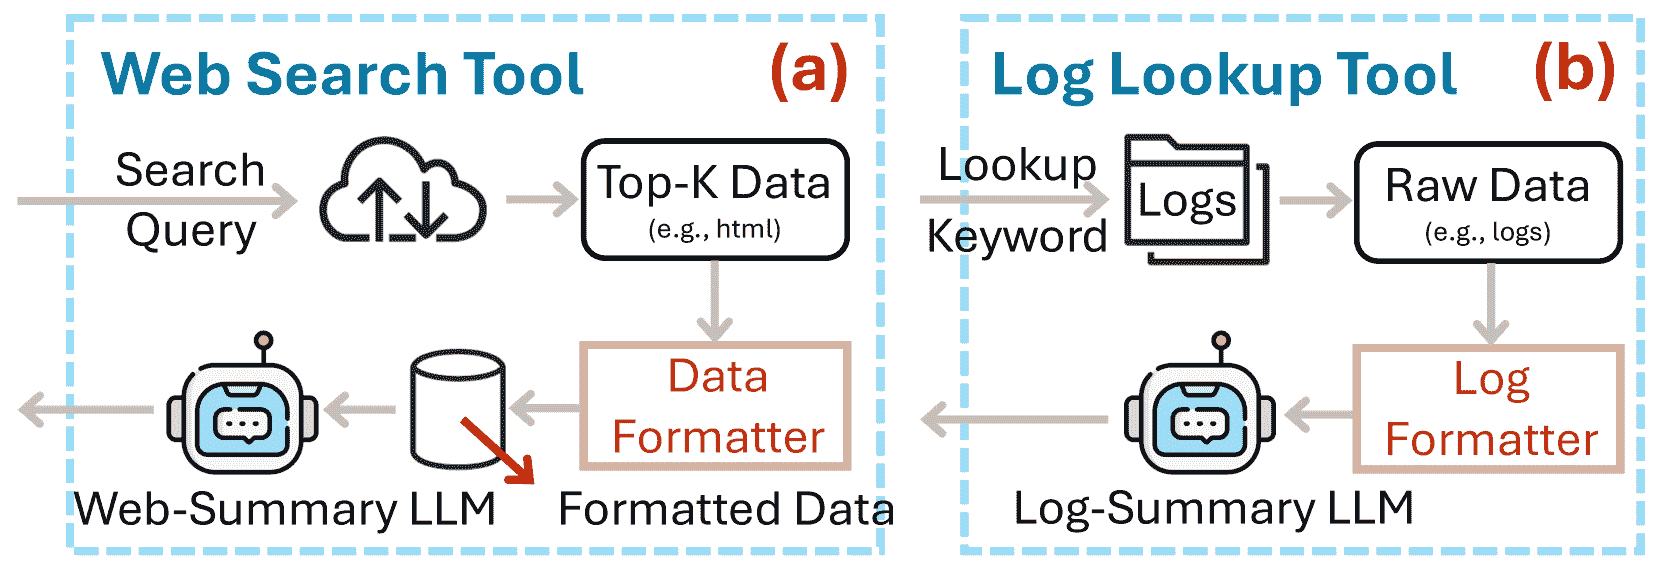 Web Search Tool
(a)
Search
Query
Top-K Data
(e.g., html)
Data
Formatter
Web-Summary LLM
Formatted Data
Log Lookup Tool
(b)
Lookup
Keyword
Logs
Raw Data
(e.g., logs)
Log
Formatter
Log-Summary LLM